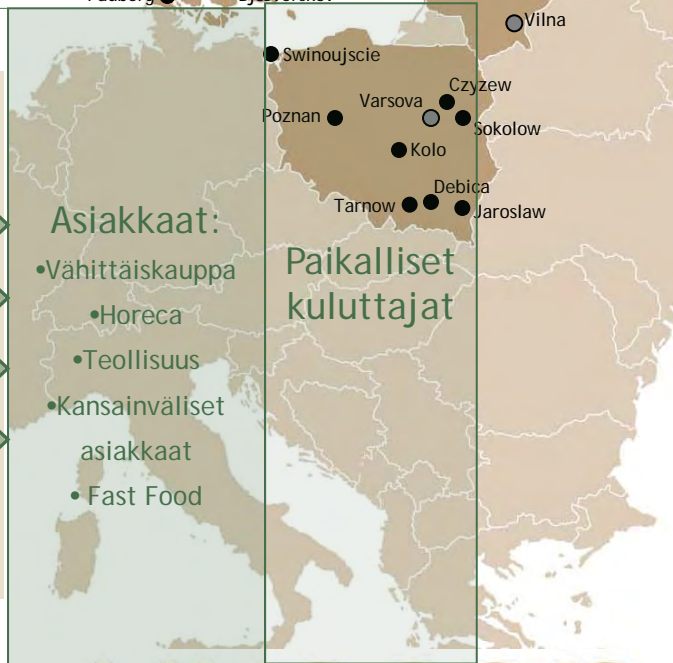 Vilna
Swinoujscie
Czyzew
Varsova
Poznan
Sokolow
Kolo
Debica
Tarnow
Jaroslaw
Asiakkaat:
•Vähittäiskauppa
•Horeca
•Teollisuus
•Kansainväliset
asiakkaat
• Fast Food
Paikalliset
kuluttajat